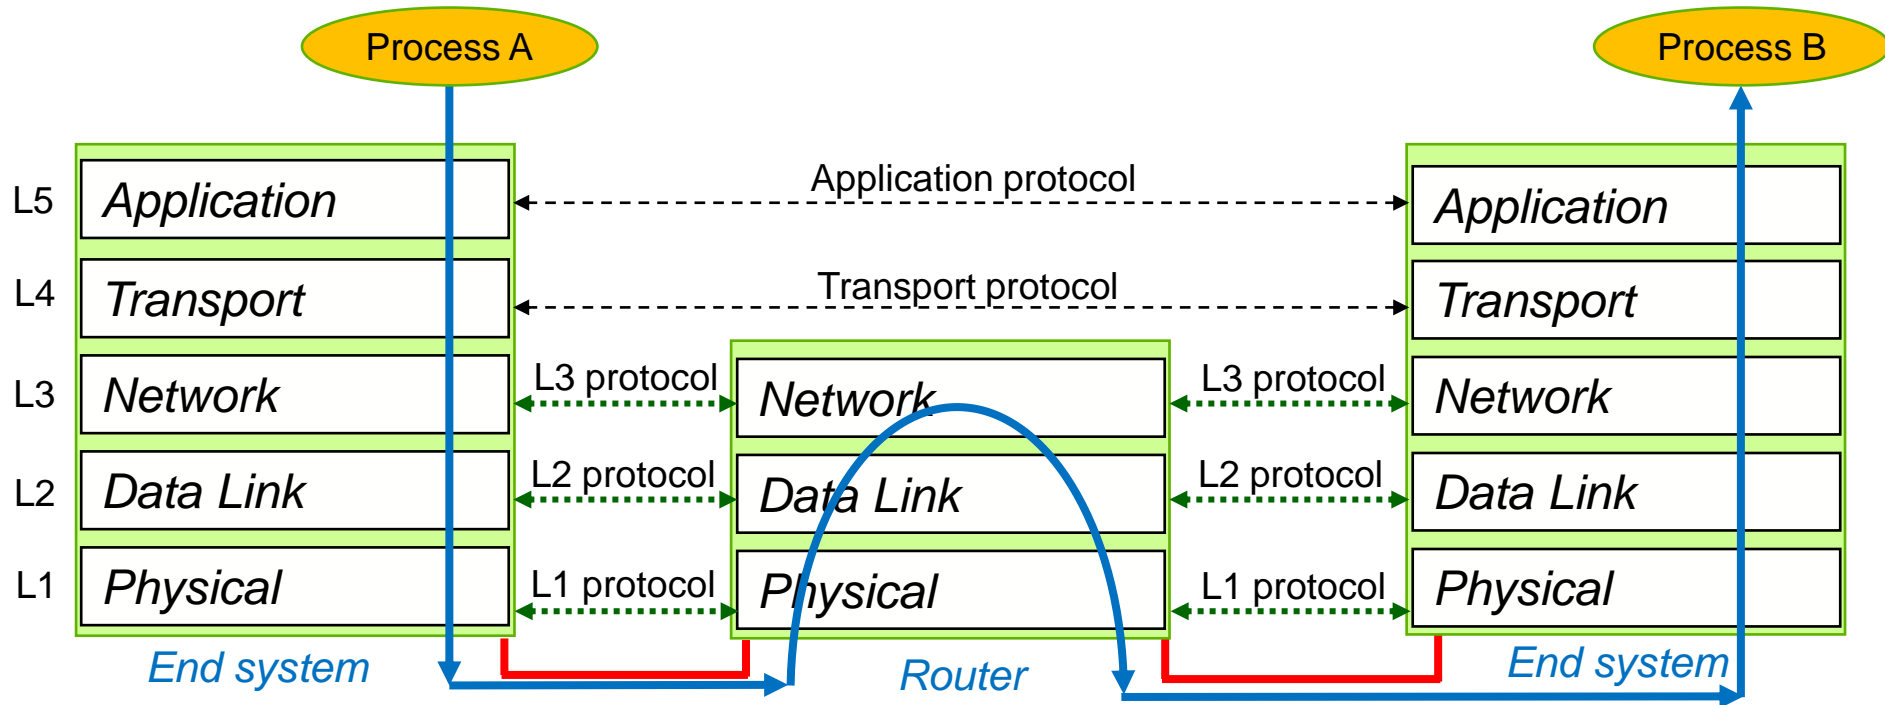 Process A
Process B
Application protocol
L5
Application
Application
Transport protocol
L4
Transport
Transport
L3 protocol
L3 protocol
L3
Network
Network
Network
L2 protocol
L2 protocol
L2
Data Link
Data Link
Data Link
L1 protocol
L1 protocol
L1
Physical
Physical
Physical
End system
Router
End system